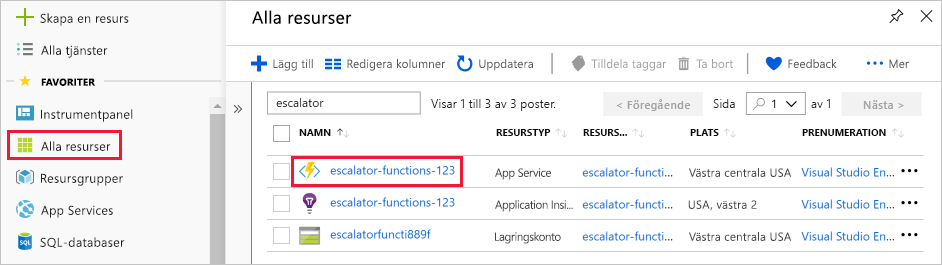 Skapa en resurs
Alla tjänster
FAVORITER
Instrumentpanel
Alla resurser
Resursgrupper
App Services
SQL-databaser
Alla resurser
Lägg till Redigera kolumner Uppdatera Tilldela taggar Ta bort Feedback Mer
escalator Visar 1 till 3 av 3 poster. < Föregående Sida 1 av 1 Nästa >
NAMN RESURSTYP RESURS... PLATS PRENUMERATION
escalator-functions-123 App Service escalator-functi... Västra centrala USA Visual Studio En...
escalator-functions-123 Application Insi... escalator-functi... USA, västra 2 Visual Studio En...
escalatorfuncti889f Lagringskonto escalator-functi... Västra centrala USA Visual Studio En...